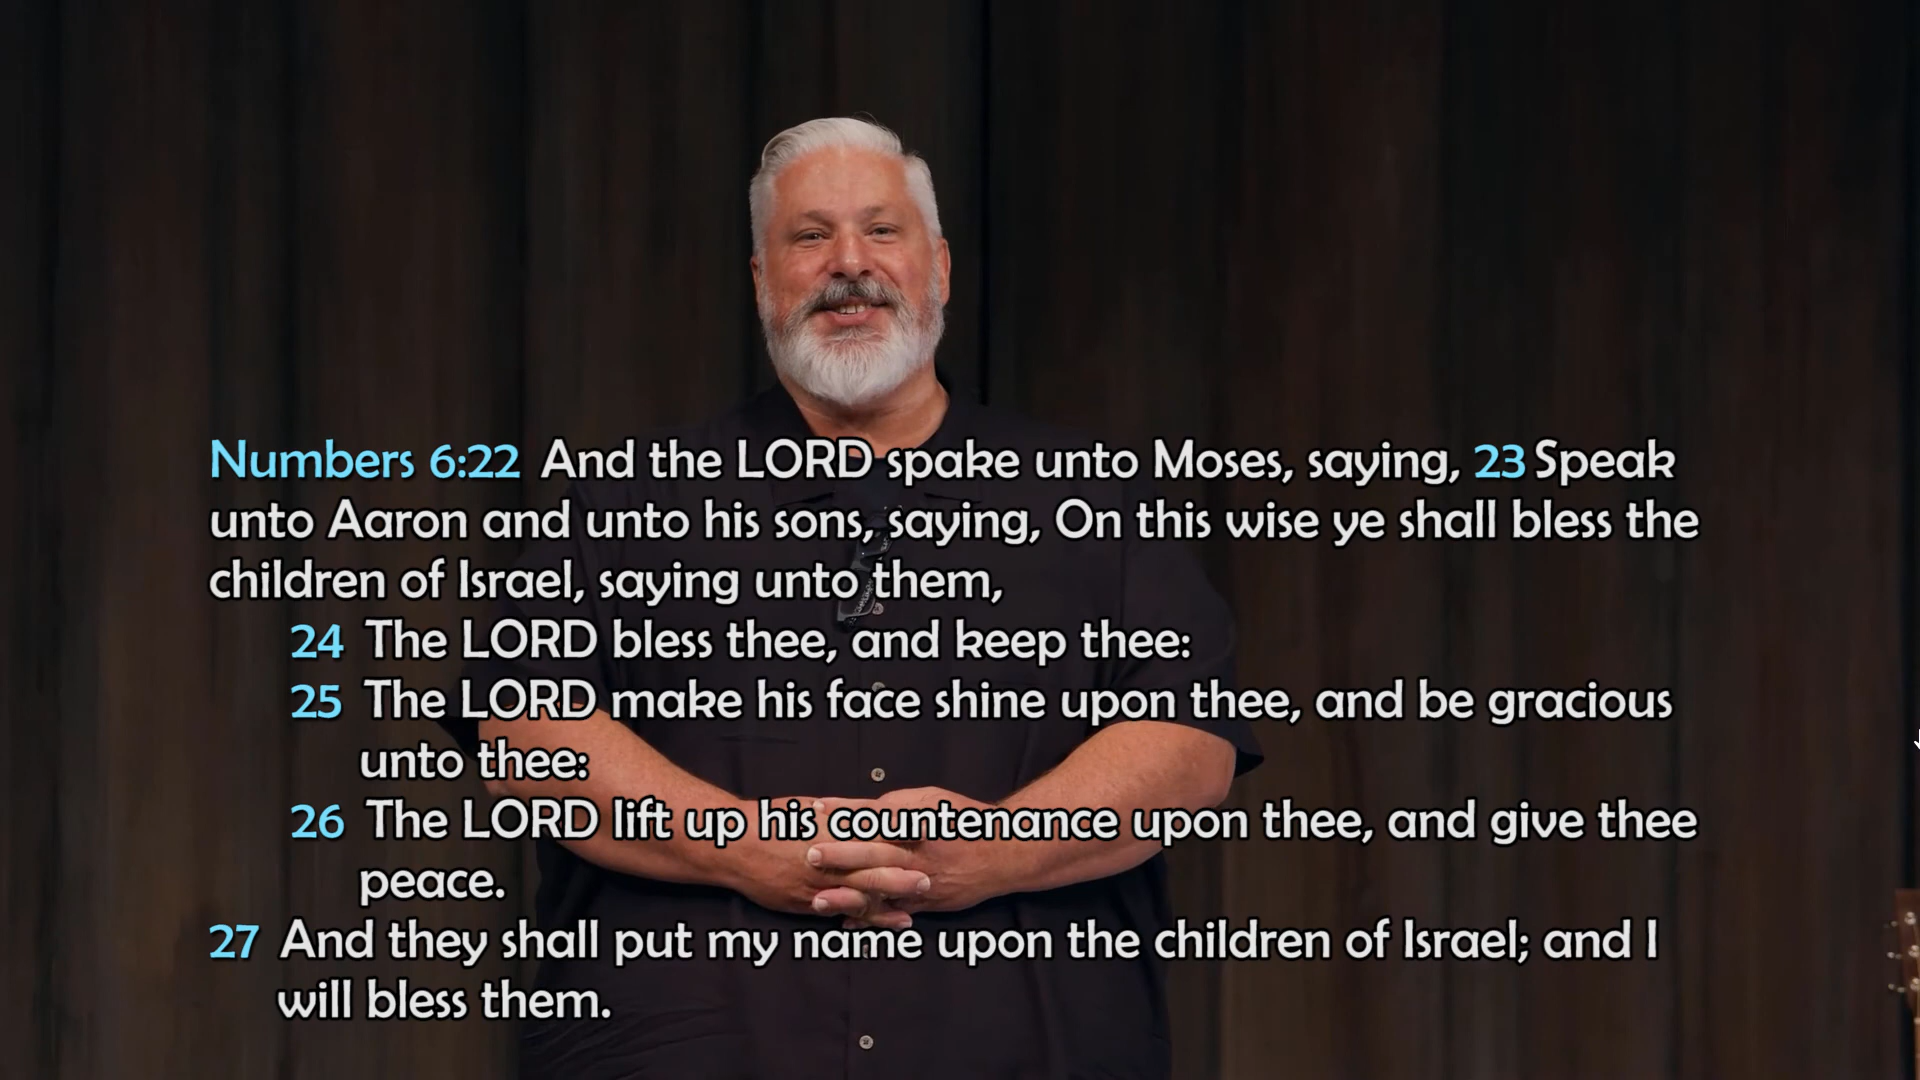 Numbers 6:22 And the LORD spake unto Moses, saying, 23 Speak
unto Aaron and unto his sons, saying, On this wise ye shall bless the
children of Israel, saying unto them,
24 The LORD bless thee, and keep thee:
25 The LORD make his face shine upon thee, and be gracious
unto thee:
26 The LORD lift up his countenance upon thee, and give thee
peace.
27 And they shall put my name upon the children of Israel; and I
will bless them.